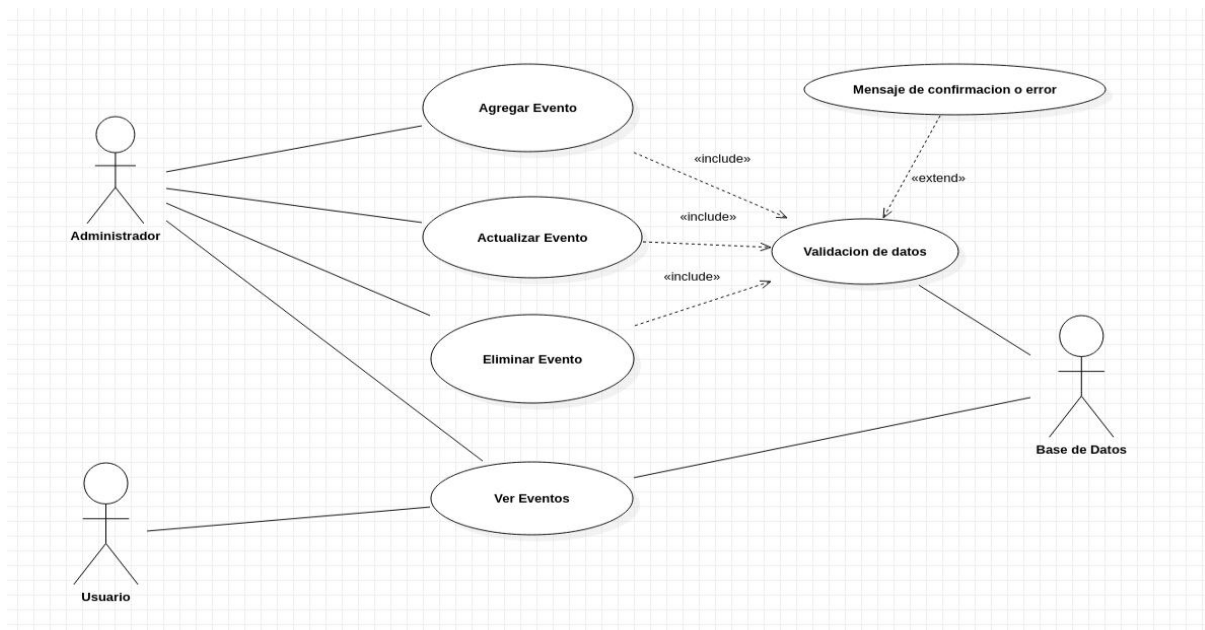 Agregar Evento
Mensaje de confirmacion o error
«include»
«extend»
Administrador
«include»
Actualizar Evento
Validacion de datos
«include»
Eliminar Evento
Base de Datos
Ver Eventos
Usuario